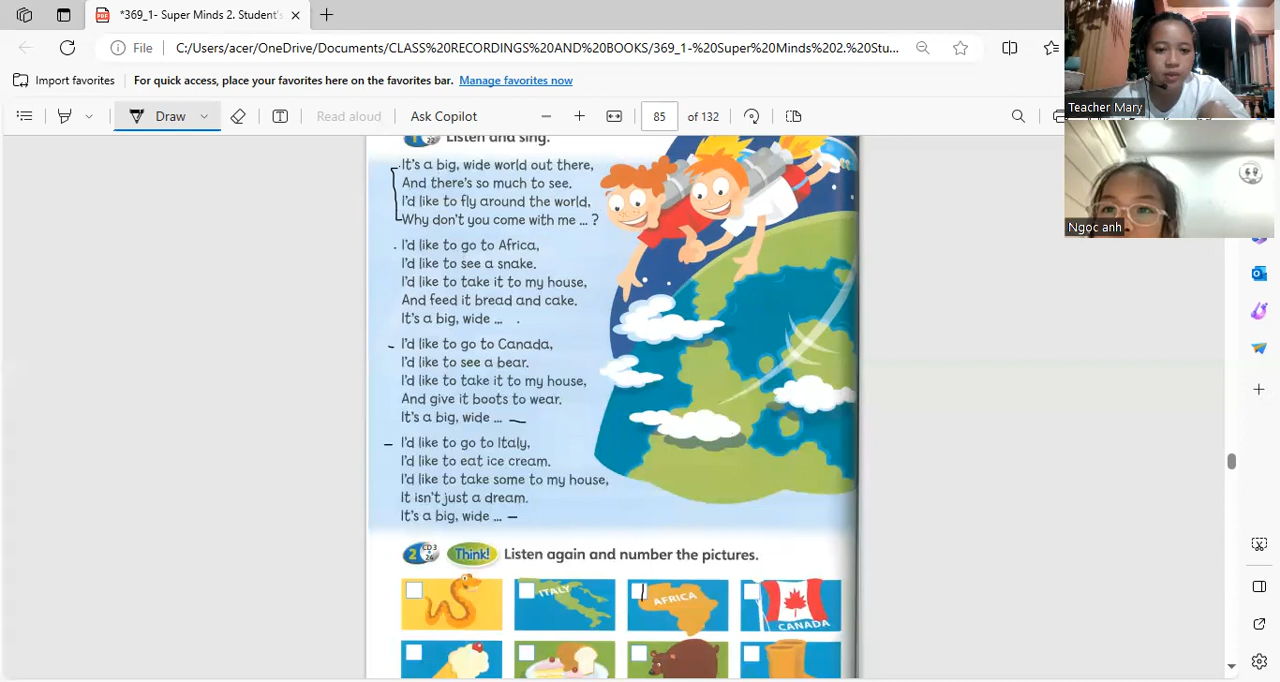 *369_1- Super Minds 2. Student's
File
C:/Users/acer/OneDrive/Documents/CLASS%20RECORDINGS%20AND%20BOOKS/369_1-%20Super%20Minds%202.%20Stu...
Import favorites
For quick access, place your favorites here on the favorites bar. Manage favorites now
Draw
Read aloud
Ask Copilot
85 of 132
Teacher Mary
Ngoc anh
Listen and sing.
It's a big, wide world out there,
And there's so much to see.
I'd like to fly around the world,
Why don't you come with me ... ?
I'd like to go to Africa,
I'd like to see a snake.
I'd like to take it to my house,
And feed it bread and cake.
It's a big, wide ...
I'd like to go to Canada,
I'd like to see a bear.
I'd like to take it to my house,
And give it boots to wear.
It's a big, wide ...
I'd like to go to Italy,
I'd like to eat ice cream.
I'd like to take some to my house,
It isn't just a dream.
It's a big, wide ...
2 CD3 24 Think! Listen again and number the pictures.
ITALY
1 AFRICA
CANADA